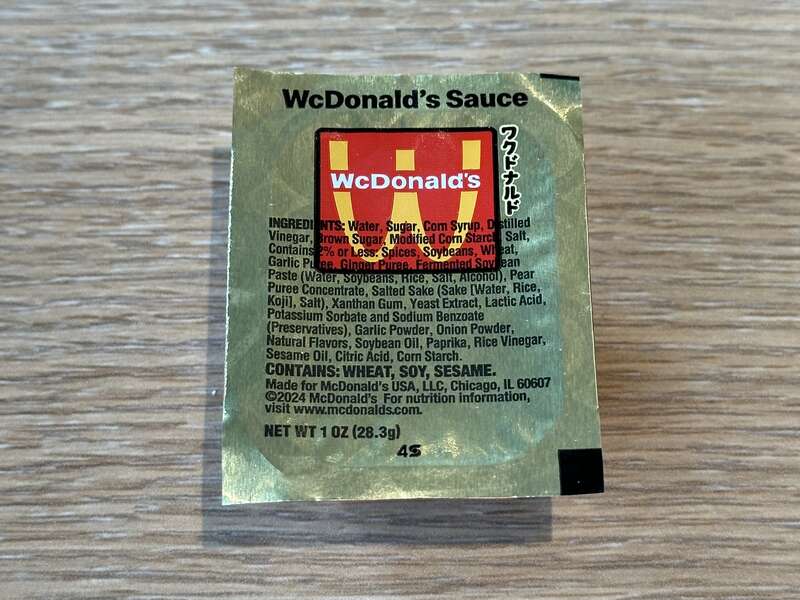 WcDonald's Sauce
WcDonald's
ワクドナルド
INGREDIENTS: Water, Sugar, Corn Syrup, Distilled
Vinegar, Brown Sugar, Modified Corn Starch, Salt,
Contains 2% or Less: Spices, Soybeans, Wheat,
Garlic Puree, Ginger Puree, Fermented Soybean
Paste (Water, Soybeans, Rice, Salt, Alcohol), Pear
Puree Concentrate, Salted Sake (Sake [Water, Rice,
Koji], Salt), Xanthan Gum, Yeast Extract, Lactic Acid,
Potassium Sorbate and Sodium Benzoate
(Preservatives), Garlic Powder, Onion Powder,
Natural Flavors, Soybean Oil, Paprika, Rice Vinegar,
Sesame Oil, Citric Acid, Corn Starch.
CONTAINS: WHEAT, SOY, SESAME.
Made for McDonald's USA, LLC, Chicago, IL 60607
©2024 McDonald's For nutrition information,
visit www.mcdonalds.com.
NET WT 1 OZ (28.3g)